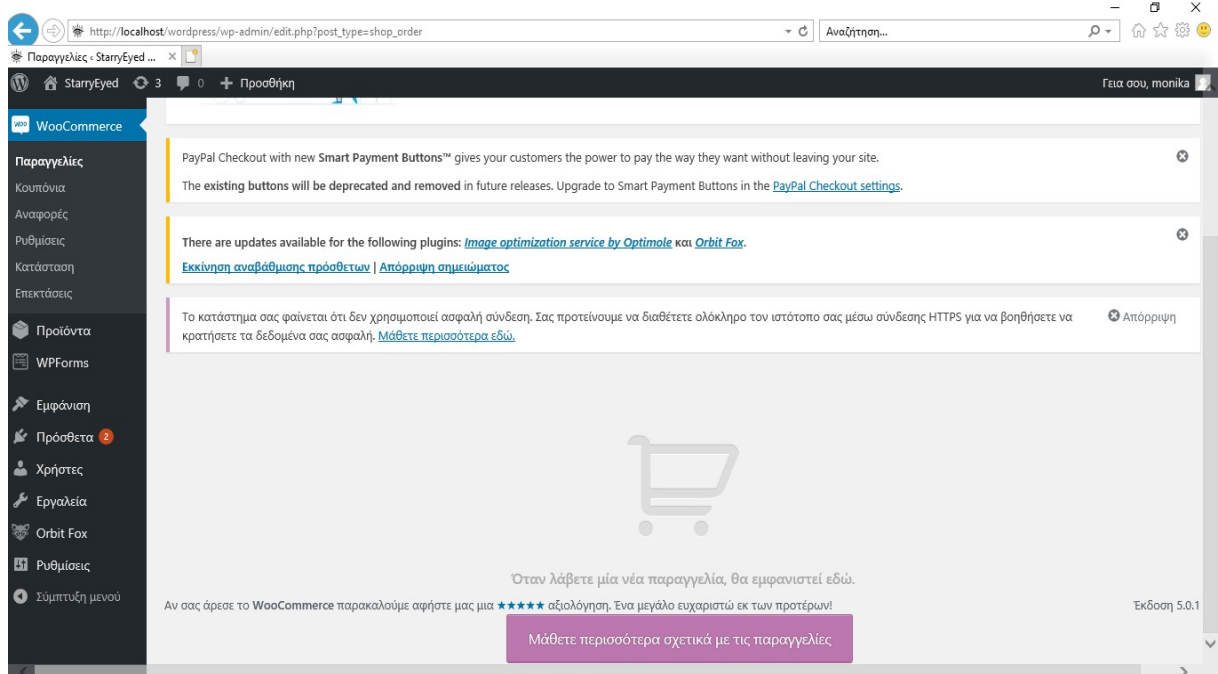 http://localhost/wordpress/wp-admin/edit.php?post_type=shop_order
Αναζήτηση...
Παραγγελίες ‹ StarryEyed ...
StarryEyed 3 0 Προσθήκη
Γεια σου, monika
WooCommerce
Παραγγελίες
Κουπόνια
Αναφορές
Ρυθμίσεις
Κατάσταση
Επεκτάσεις
Προϊόντα
WPForms
Εμφάνιση
Πρόσθετα 2
Χρήστες
Εργαλεία
Orbit Fox
Ρυθμίσεις
Σύμπτυξη μενού
PayPal Checkout with new Smart Payment Buttons™ gives your customers the power to pay the way they want without leaving your site.
The existing buttons will be deprecated and removed in future releases. Upgrade to Smart Payment Buttons in the PayPal Checkout settings.
There are updates available for the following plugins: Image optimization service by Optimole και Orbit Fox.
Εκκίνηση αναβάθμισης πρόσθετων | Απόρριψη σημειώματος
Το κατάστημα σας φαίνεται ότι δεν χρησιμοποιεί ασφαλή σύνδεση. Σας προτείνουμε να διαθέτετε ολόκληρο τον ιστότοπο σας μέσω σύνδεσης HTTPS για να βοηθήσετε να
κρατήσετε τα δεδομένα σας ασφαλή. Μάθετε περισσότερα εδώ.
Απόρριψη
Όταν λάβετε μία νέα παραγγελία, θα εμφανιστεί εδώ.
Αν σας άρεσε το WooCommerce παρακαλούμε αφήστε μας μια ★★★★★ αξιολόγηση. Ένα μεγάλο ευχαριστώ εκ των προτέρων!
Έκδοση 5.0.1
Μάθετε περισσότερα σχετικά με τις παραγγελίες